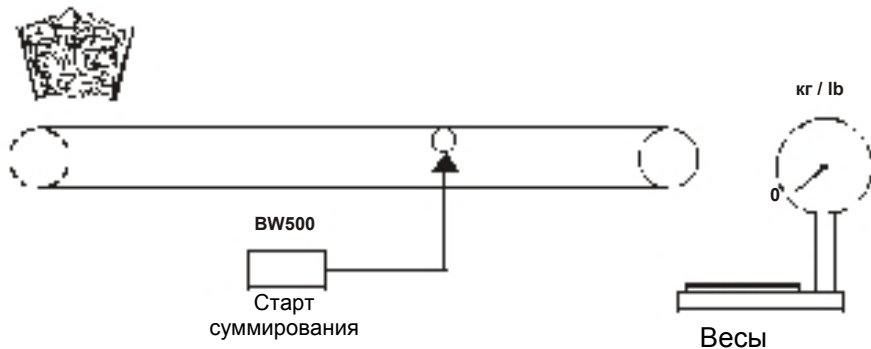 кг / lb
0
BW500
Старт
суммирования
Весы